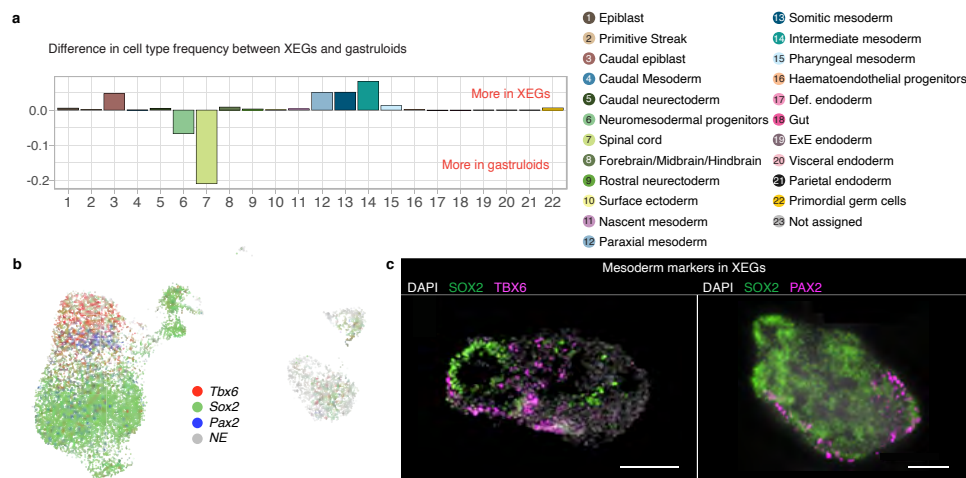 a
Difference in cell type frequency between XEGs and gastruloids
More in XEGs
More in gastruloids
0.0
-0.1
-0.2
1 2 3 4 5 6 7 8 9 10 11 12 13 14 15 16 17 18 19 20 21 22
1 Epiblast
2 Primitive Streak
3 Caudal epiblast
4 Caudal Mesoderm
5 Caudal neurectoderm
6 Neuromesodermal progenitors
7 Spinal cord
8 Forebrain/Midbrain/Hindbrain
9 Rostral neurectoderm
10 Surface ectoderm
11 Nascent mesoderm
12 Paraxial mesoderm
13 Somitic mesoderm
14 Intermediate mesoderm
15 Pharyngeal mesoderm
16 Haematoendothelial progenitors
17 Def. endoderm
18 Gut
19 ExE endoderm
20 Visceral endoderm
21 Parietal endoderm
22 Primordial germ cells
23 Not assigned
b
Tbx6
Sox2
Pax2
NE
c
Mesoderm markers in XEGs
DAPI SOX2 TBX6
DAPI SOX2 PAX2